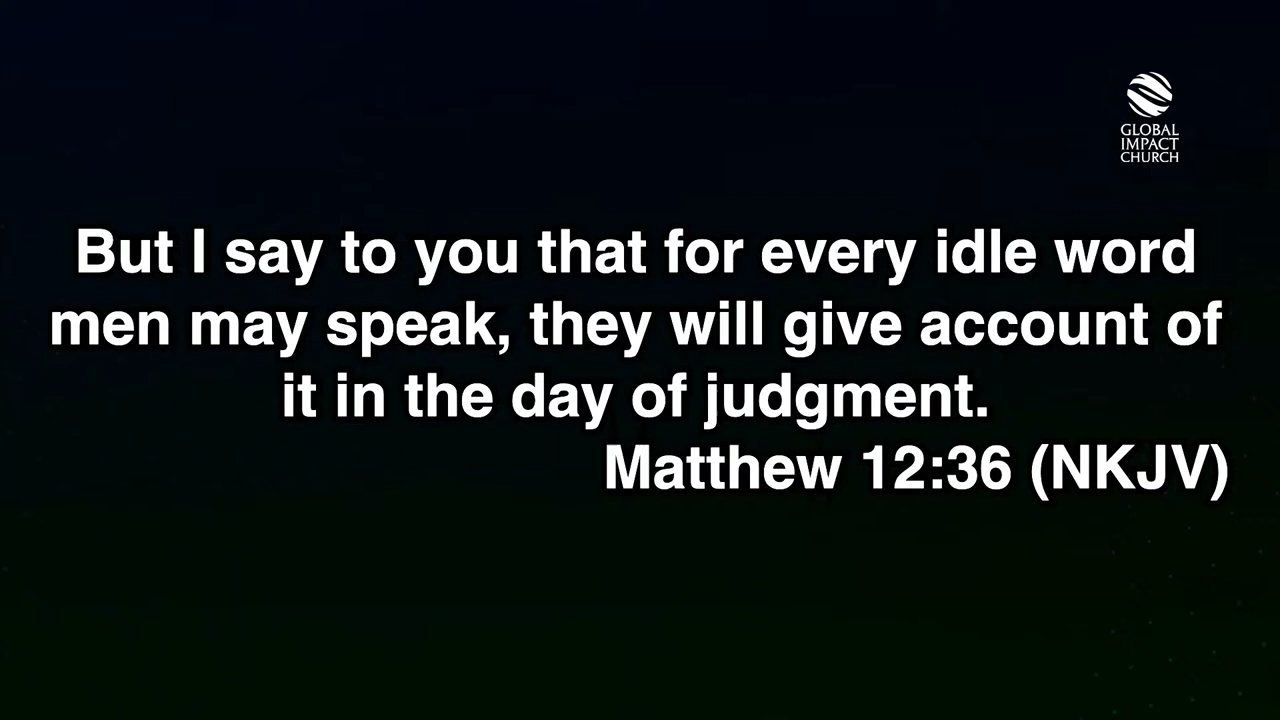 GLOBAL
IMPACT
CHURCH
But I say to you that for every idle word
men may speak, they will give account of
it in the day of judgment.
Matthew 12:36 (NKJV)